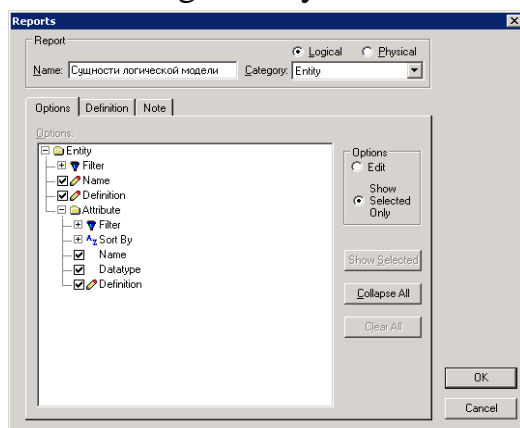 Reports
Report
Logical Physical
Name: Сущности логической модели Category: Entity
Options Definition Note
Options:
Entity
Filter
Name
Definition
Attribute
Filter
Sort By
Name
Datatype
Definition
Options
Edit
Show
Selected
Only
Show Selected
Collapse All
Clear All
OK
Cancel